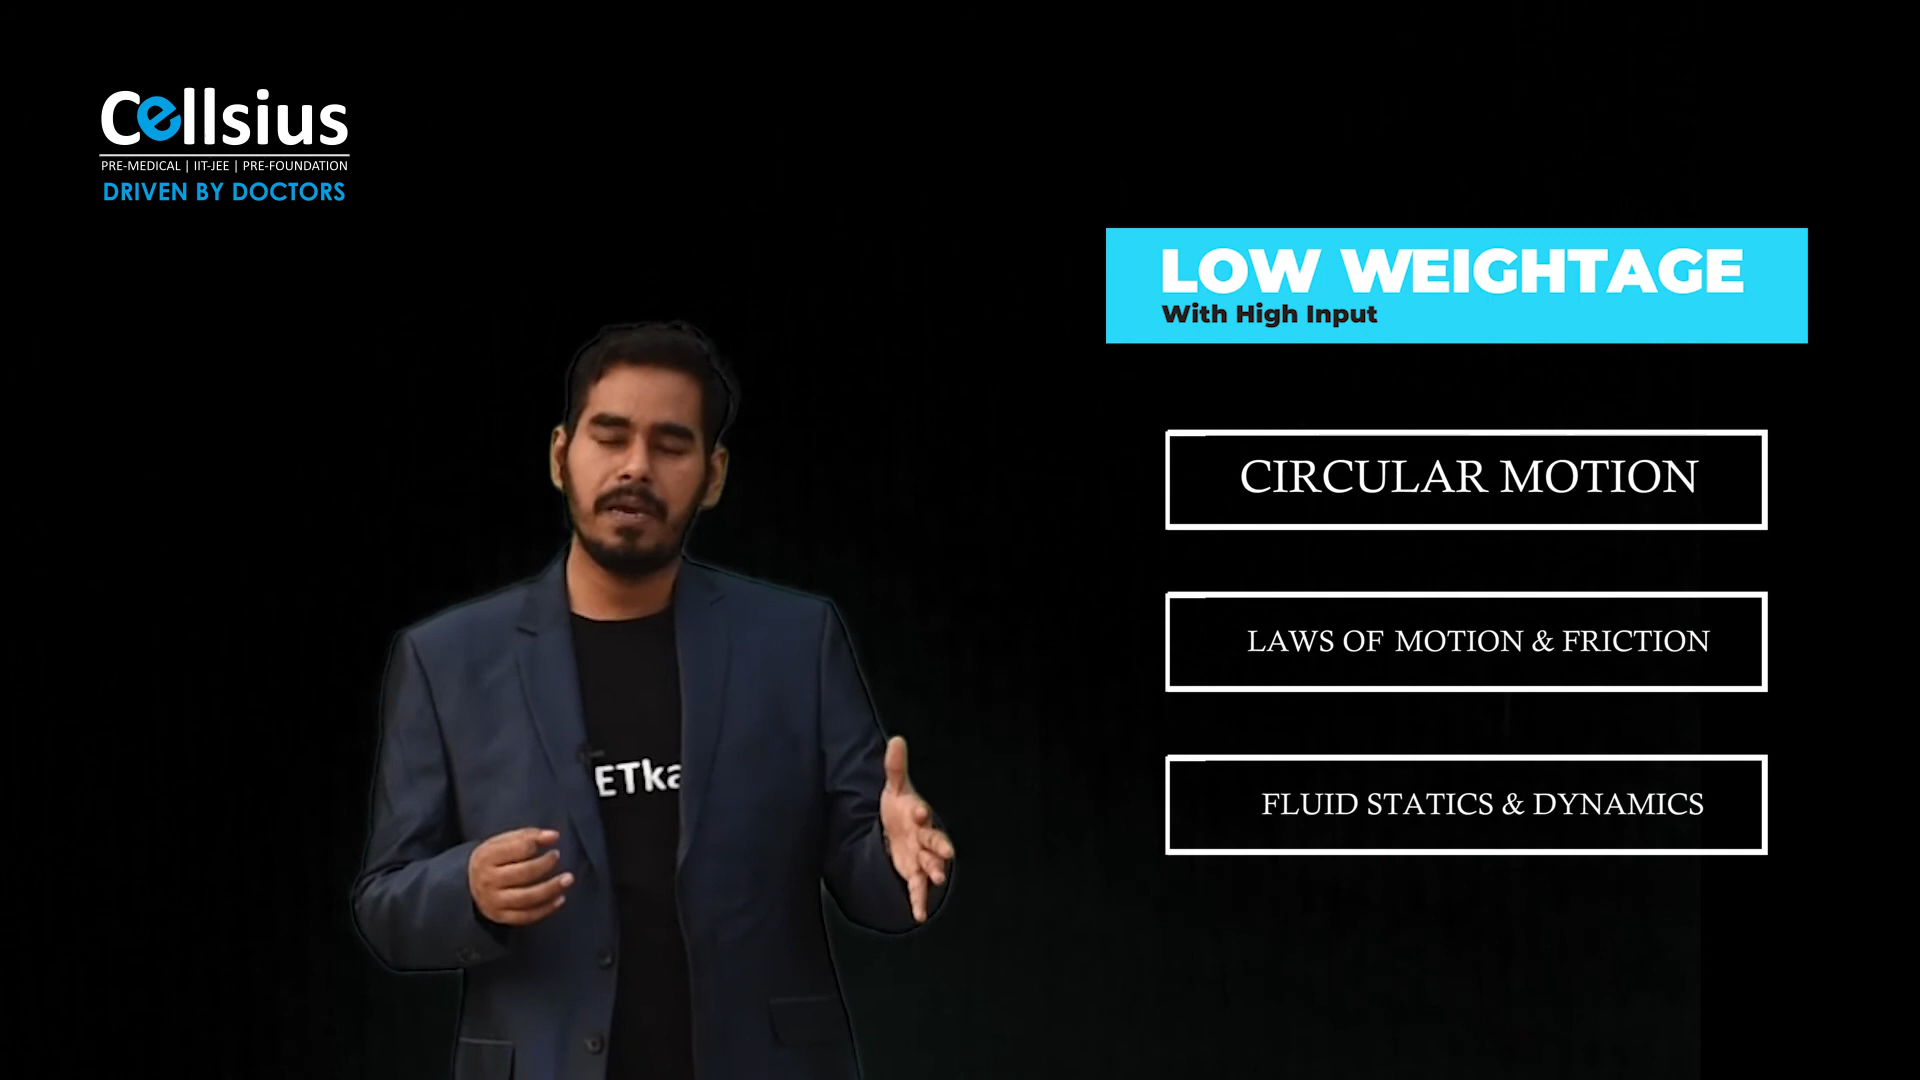 Cellsius
PRE-MEDICAL | IIT-JEE | PRE-FOUNDATION
DRIVEN BY DOCTORS
LOW WEIGHTAGE
With High Input
CIRCULAR MOTION
LAWS OF MOTION & FRICTION
FLUID STATICS & DYNAMICS
ETka